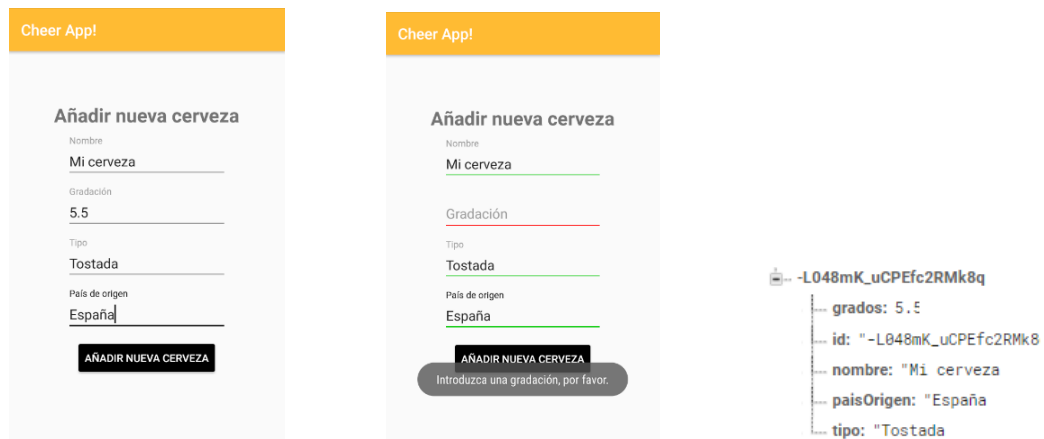 Cheer App!
Añadir nueva cerveza
Nombre
Mi cerveza
Gradación
5.5
Tipo
Tostada
País de origen
España
AÑADIR NUEVA CERVEZA
Cheer App!
Añadir nueva cerveza
Nombre
Mi cerveza
Gradación
Tipo
Tostada
País de origen
España
AÑADIR NUEVA CERVEZA
Introduzca una gradación, por favor.
-L048mK_uCPEfc2RMk8q
grados: 5.5
id: "-L048mK_uCPEfc2RMk8
nombre: "Mi cerveza
paisOrigen: "España
tipo: "Tostada